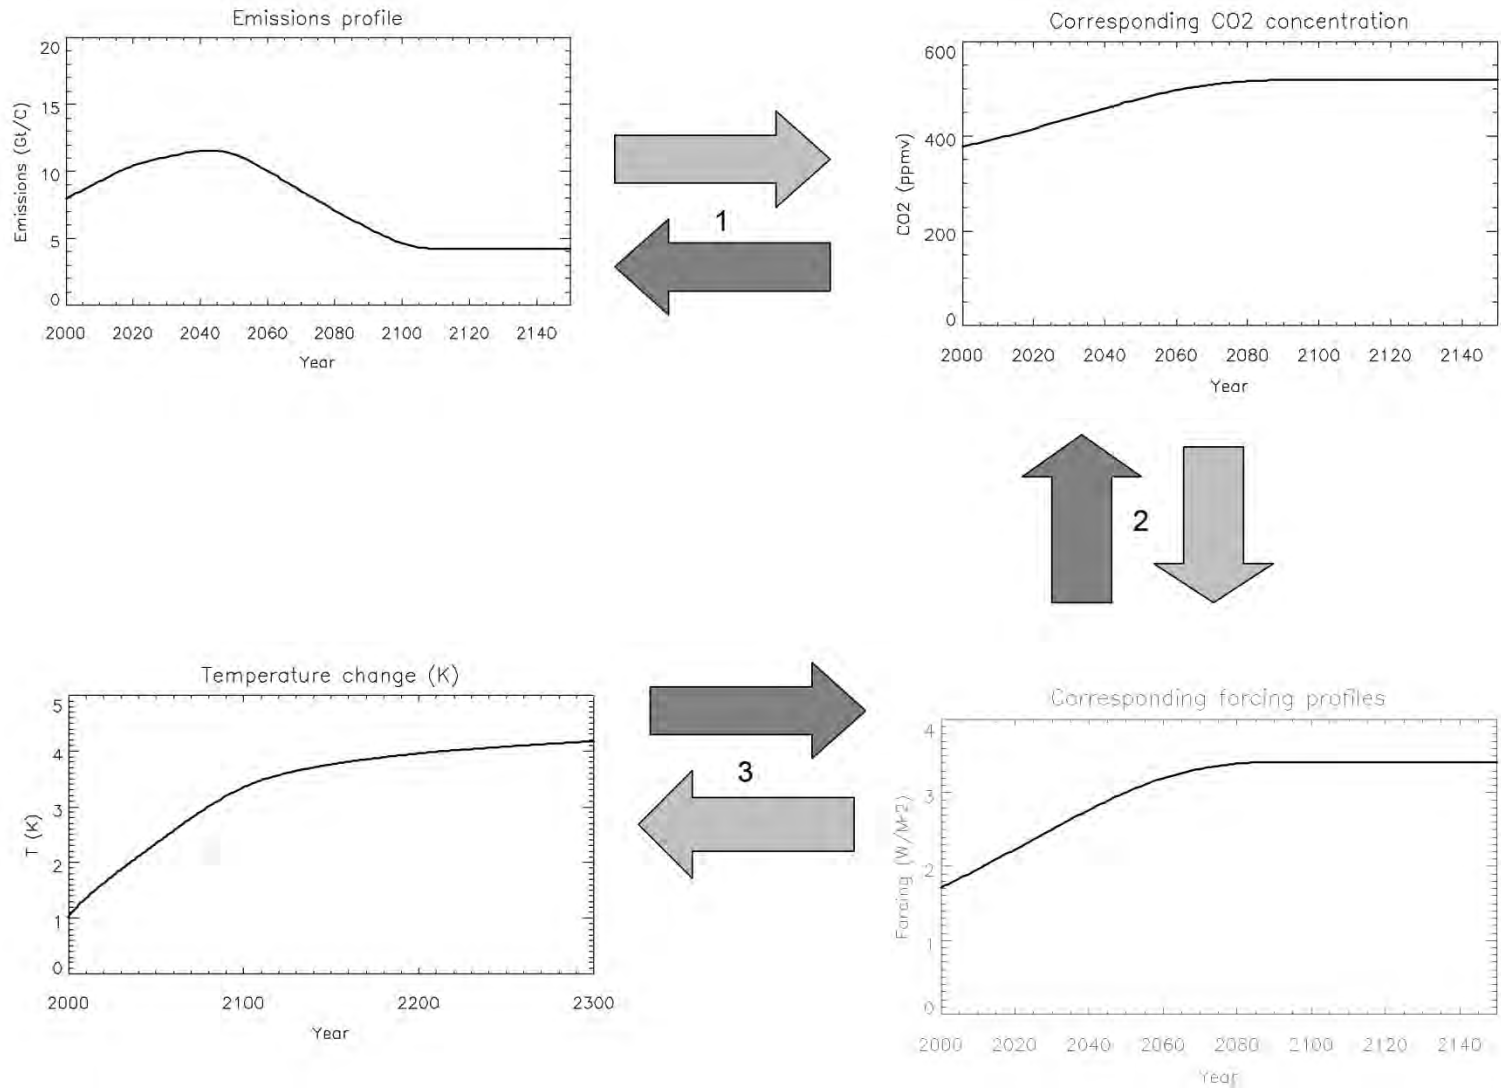 Emissions profile
20
15
10
5
0
Emissions (Gt/C)
2000 2020 2040 2060 2080 2100 2120 2140
Year
1
Corresponding CO2 concentration
600
400
200
0
CO2 (ppmv)
2000 2020 2040 2060 2080 2100 2120 2140
Year
2
Temperature change (K)
5
4
3
2
1
0
T (K)
2000 2100 2200 2300
Year
3
Corresponding forcing profiles
4
3
2
1
0
Forcing (W/M^2)
2000 2020 2040 2060 2080 2100 2120 2140
Year